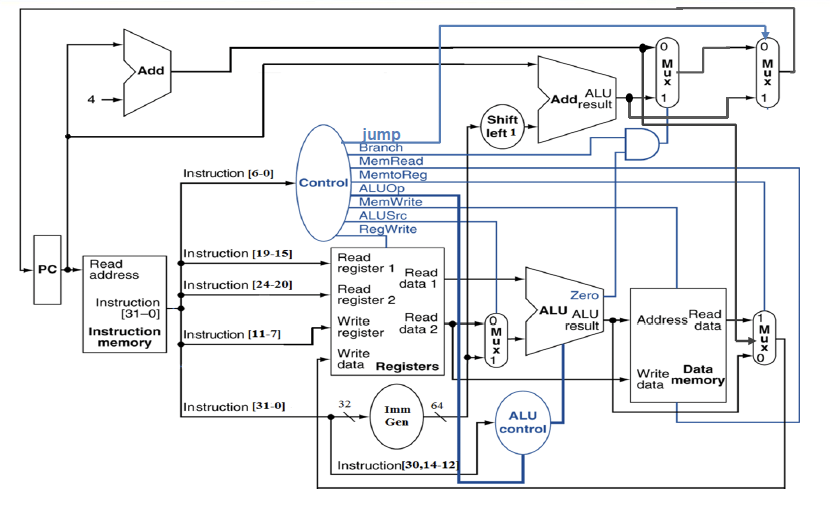 Add
4
0
Mux
1
0
Mux
1
Add
ALU
result
Shift
left 1
jump
Branch
MemRead
MemtoReg
ALUOp
MemWrite
ALUSrc
RegWrite
Control
Instruction [6-0]
PC
Read
address
Instruction
[31–0]
Instruction
memory
Instruction [19-15]
Instruction [24-20]
Instruction [11-7]
Instruction [31-0]
Read
register 1
Read
register 2
Write
register
Write
data
Read
data 1
Read
data 2
Registers
0
Mux
1
Zero
ALU
ALU
result
Address
Read
data
Write
data
Data
memory
1
Mux
0
32
Imm
Gen
64
ALU
control
Instruction[30,14-12]